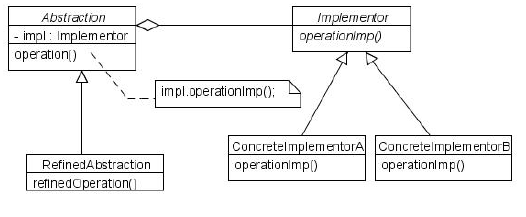 Abstraction
- impl : Implementor
operation()
Implementor
operationImp()
impl.operationImp();
RefinedAbstraction
refinedOperation()
ConcreteImplementorA
operationImp()
ConcreteImplementorB
operationImp()